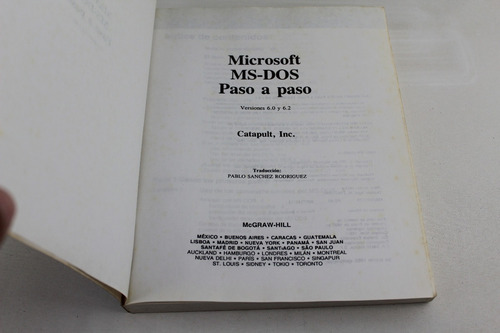 Microsoft
MS-DOS
Paso a paso
Versiones 6.0 y 6.2
Catapult, Inc.
Traducción:
PABLO SANCHEZ RODRIGUEZ
McGRAW-HILL
MÉXICO • BUENOS AIRES • CARACAS • GUATEMALA
LISBOA • MADRID • NUEVA YORK • PANAMÁ • SAN JUAN
SANTAFÉ DE BOGOTÁ • SANTIAGO • SÃO PAULO
AUCKLAND • HAMBURGO • LONDRES • MILÁN • MONTREAL
NUEVA DELHI • PARIS • SAN FRANCISCO • SINGAPUR
ST. LOUIS • SIDNEY • TOKIO • TORONTO